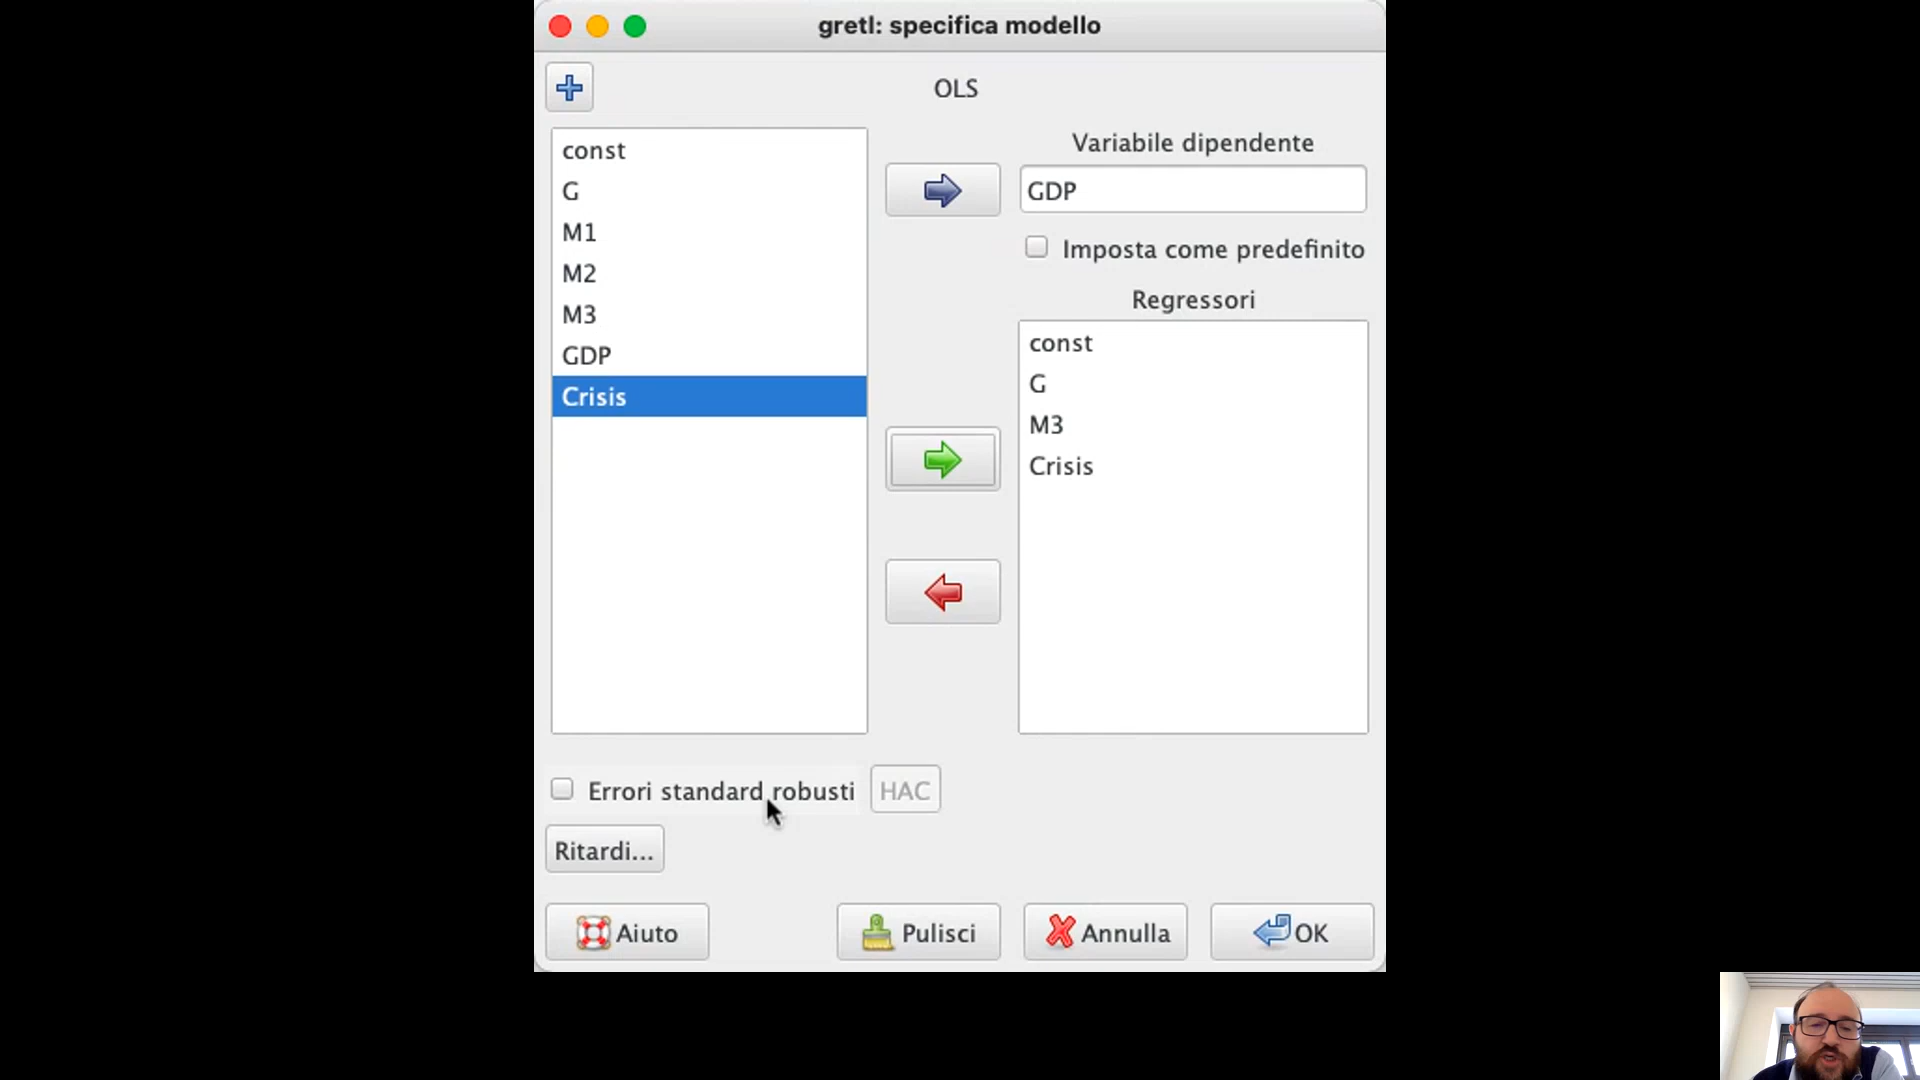 gretl: specifica modello
OLS
const
G
M1
M2
M3
GDP
Crisis
Variabile dipendente
GDP
Imposta come predefinito
Regressori
const
G
M3
Crisis
Errori standard robusti
HAC
Ritardi...
Aiuto
Pulisci
Annulla
OK